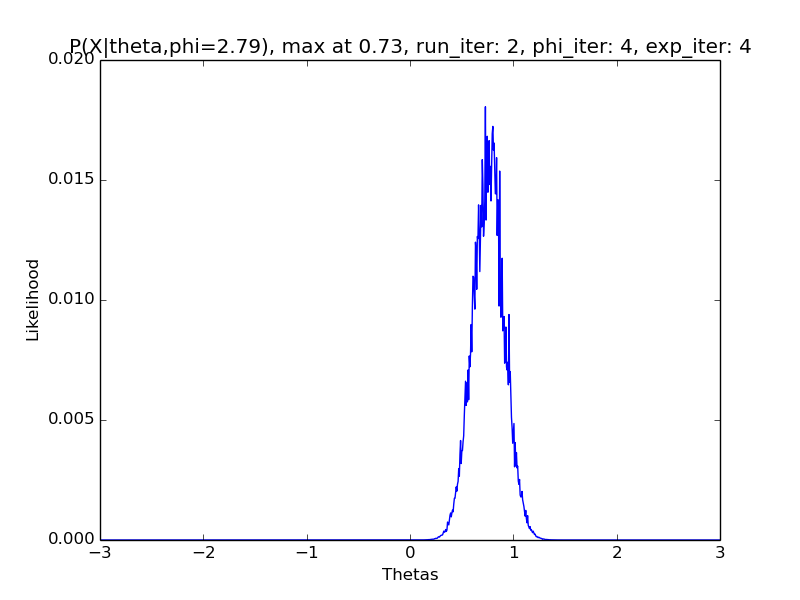 P(X|theta,phi=2.79), max at 0.73, run_iter: 2, phi_iter: 4, exp_iter: 4
0.020
0.015
0.010
0.005
0.000
Likelihood
−3 −2 −1 0 1 2 3
Thetas